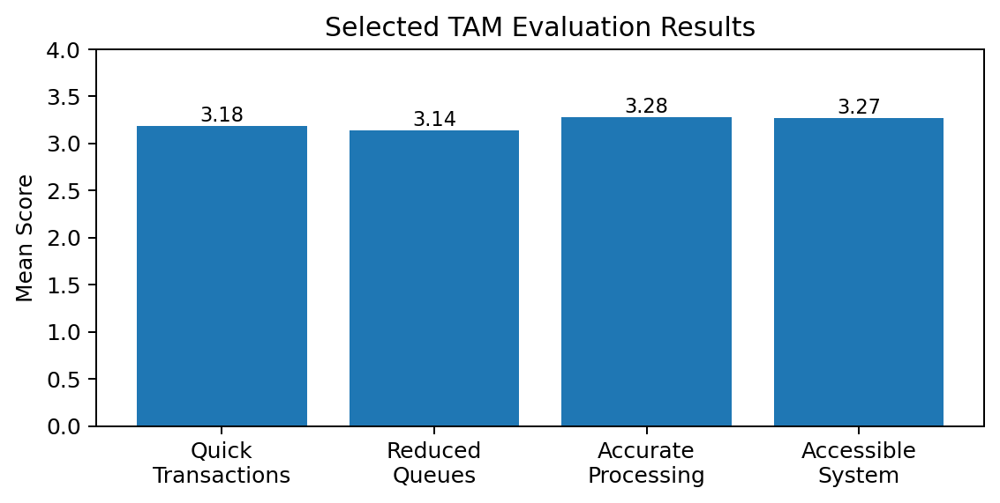 Selected TAM Evaluation Results
Mean Score
4.0
3.5
3.0
2.5
2.0
1.5
1.0
0.5
0.0
3.18
3.14
3.28
3.27
Quick
Transactions
Reduced
Queues
Accurate
Processing
Accessible
System